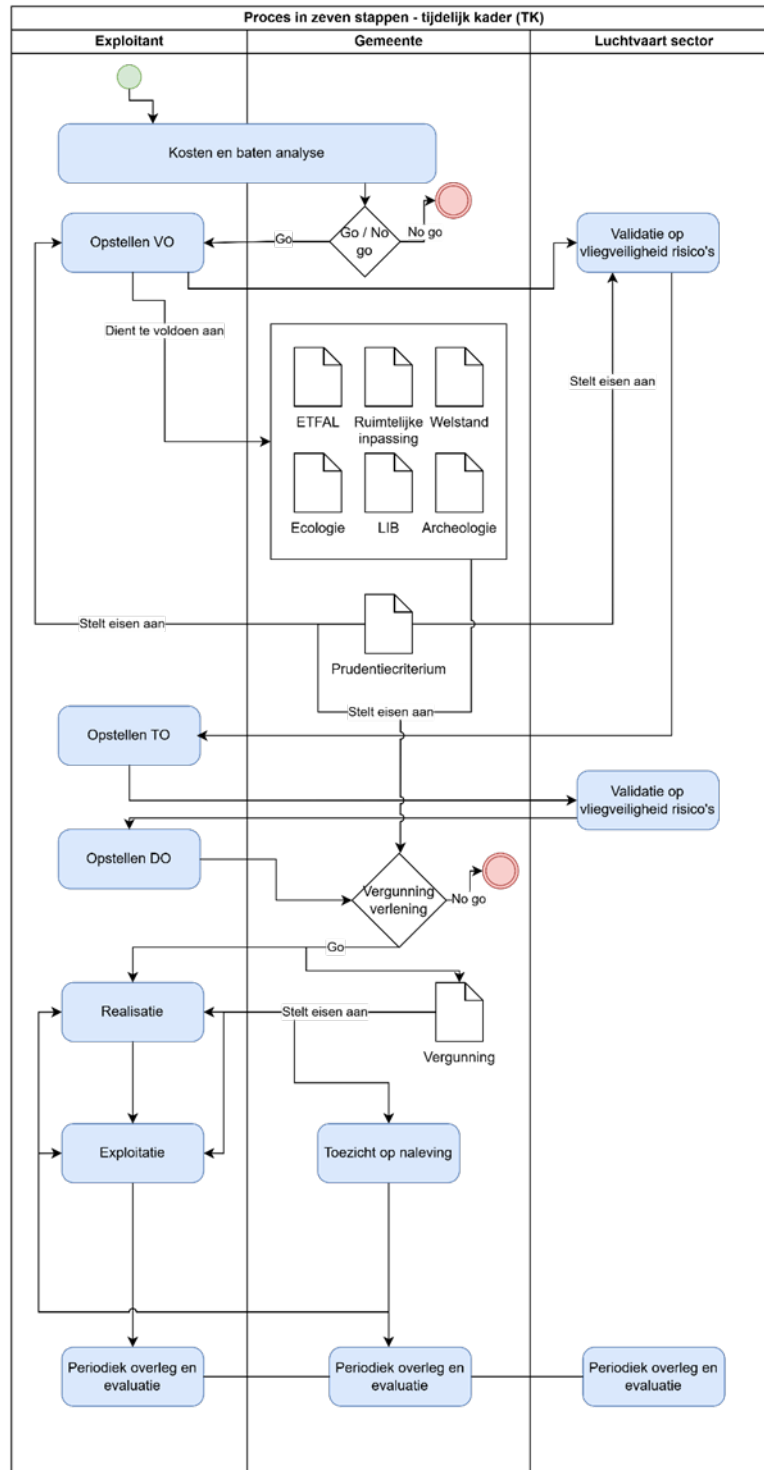 Proces in zeven stappen - tijdelijk kader (TK)
Exploitant
Gemeente
Luchtvaart sector
Kosten en baten analyse
Go / No
go
No go
Go
Opstellen VO
Validatie op
vliegveiligheid risico's
Dient te voldoen aan
Stelt eisen aan
ETFAL
Ruimtelijke
inpassing
Welstand
Ecologie
LIB
Archeologie
Stelt eisen aan
Prudentiecriterium
Stelt eisen aan
Opstellen TO
Validatie op
vliegveiligheid risico's
Opstellen DO
Vergunning
verlening
No go
Go
Realisatie
Stelt eisen aan
Vergunning
Exploitatie
Toezicht op naleving
Periodiek overleg en
evaluatie
Periodiek overleg en
evaluatie
Periodiek overleg en
evaluatie